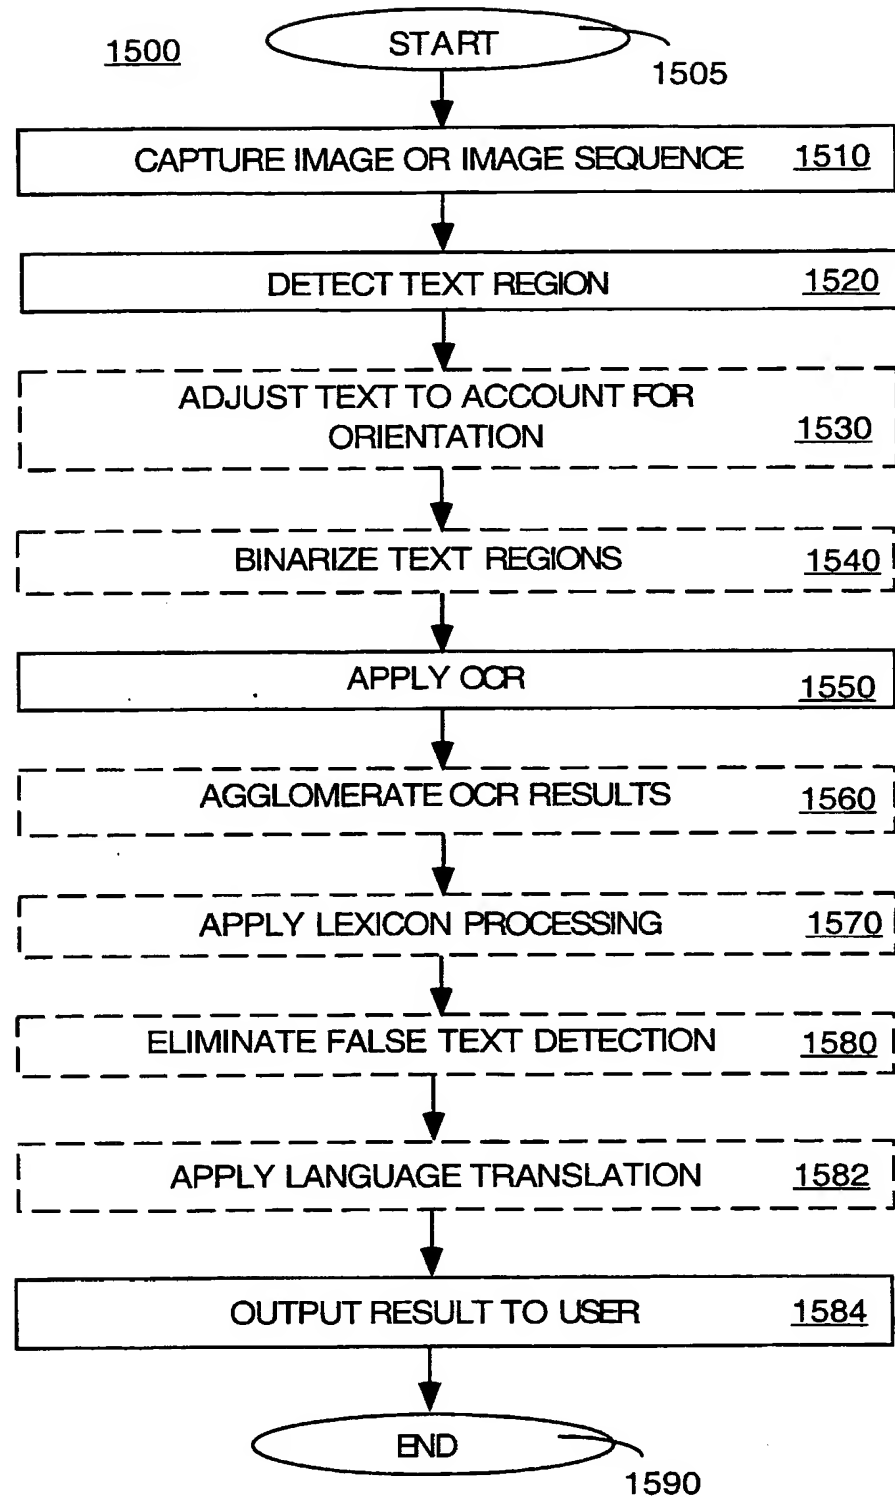 1500
START
1505
CAPTURE IMAGE OR IMAGE SEQUENCE 1510
DETECT TEXT REGION 1520
ADJUST TEXT TO ACCOUNT FOR
ORIENTATION 1530
BINARIZE TEXT REGIONS 1540
APPLY OCR 1550
AGGLOMERATE OCR RESULTS 1560
APPLY LEXICON PROCESSING 1570
ELIMINATE FALSE TEXT DETECTION 1580
APPLY LANGUAGE TRANSLATION 1582
OUTPUT RESULT TO USER 1584
END
1590